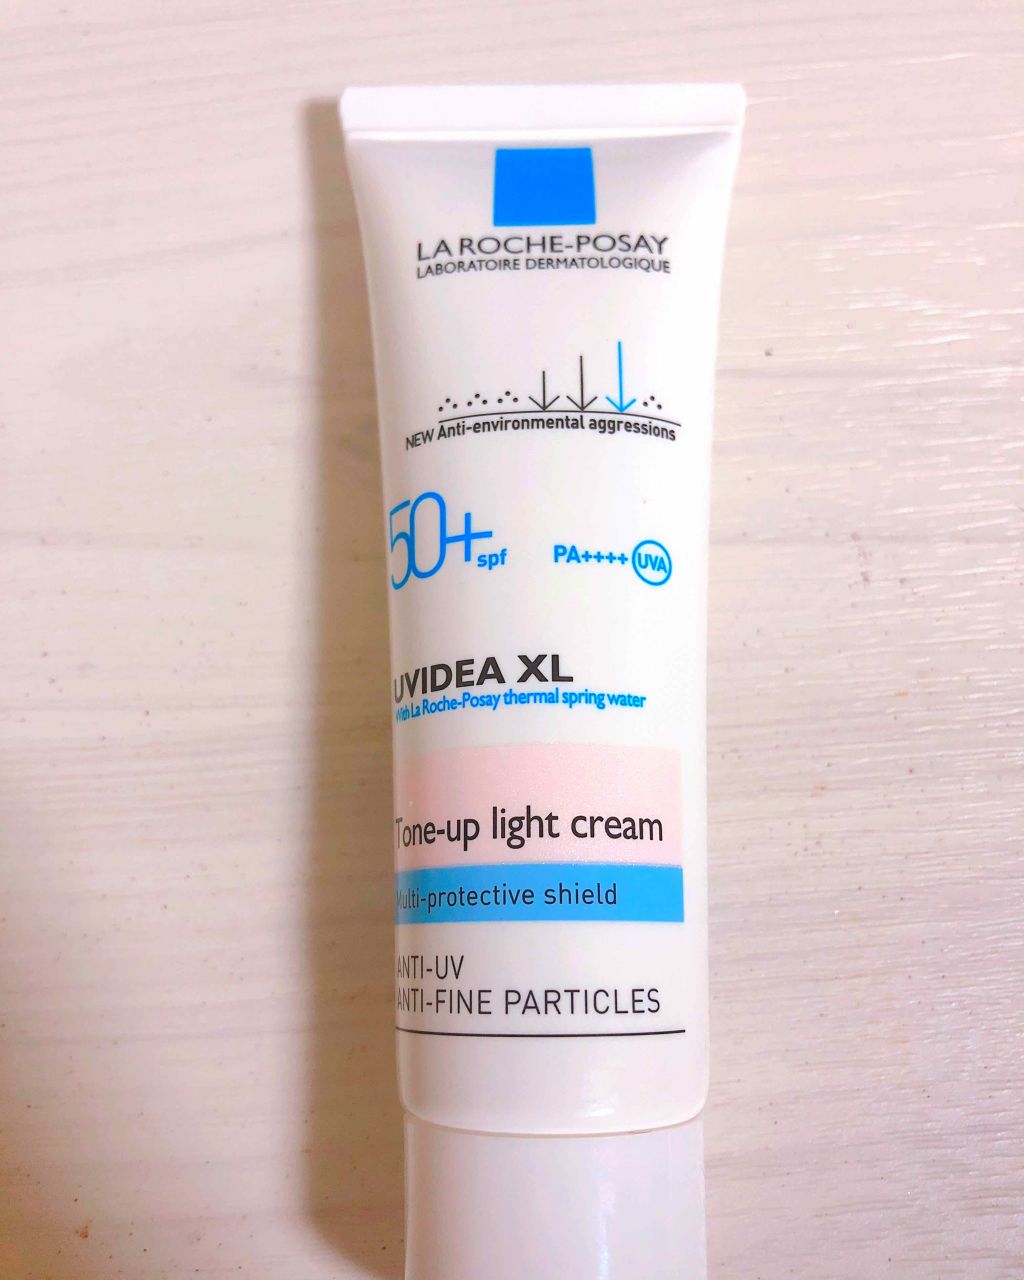 LA ROCHE-POSAY
LABORATOIRE DERMATOLOGIQUE
NEW Anti-environmental aggressions
50+ spf PA++++ UVA
UVIDEA XL
With La Roche-Posay thermal spring water
Tone-up light cream
Multi-protective shield
ANTI-UV
ANTI-FINE PARTICLES